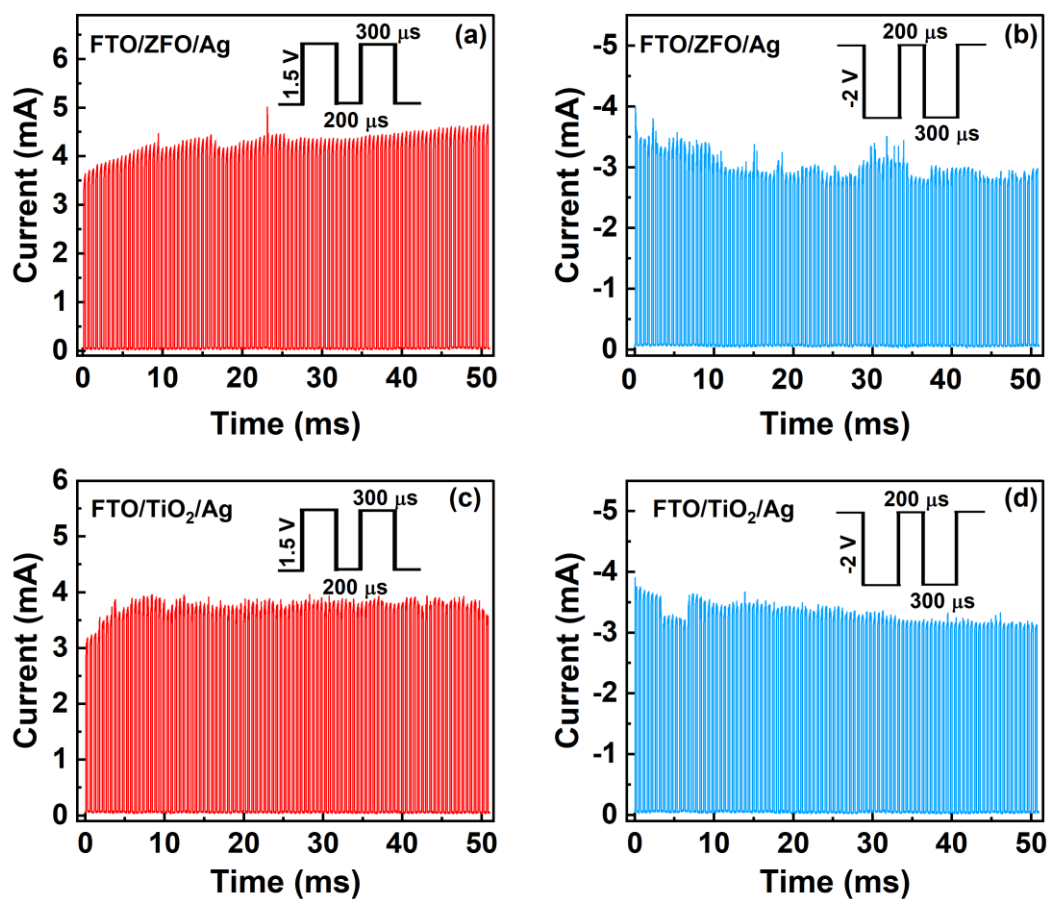 FTO/ZFO/Ag
300 μs
(a)
1.5 V
200 μs
Current (mA)
6
5
4
3
2
1
0
0 10 20 30 40 50
Time (ms)
FTO/ZFO/Ag
200 μs
(b)
-2 V
300 μs
Current (mA)
-5
-4
-3
-2
-1
0
0 10 20 30 40 50
Time (ms)
FTO/TiO₂/Ag
300 μs
(c)
1.5 V
200 μs
Current (mA)
6
5
4
3
2
1
0
0 10 20 30 40 50
Time (ms)
FTO/TiO₂/Ag
200 μs
(d)
-2 V
300 μs
Current (mA)
-5
-4
-3
-2
-1
0
0 10 20 30 40 50
Time (ms)